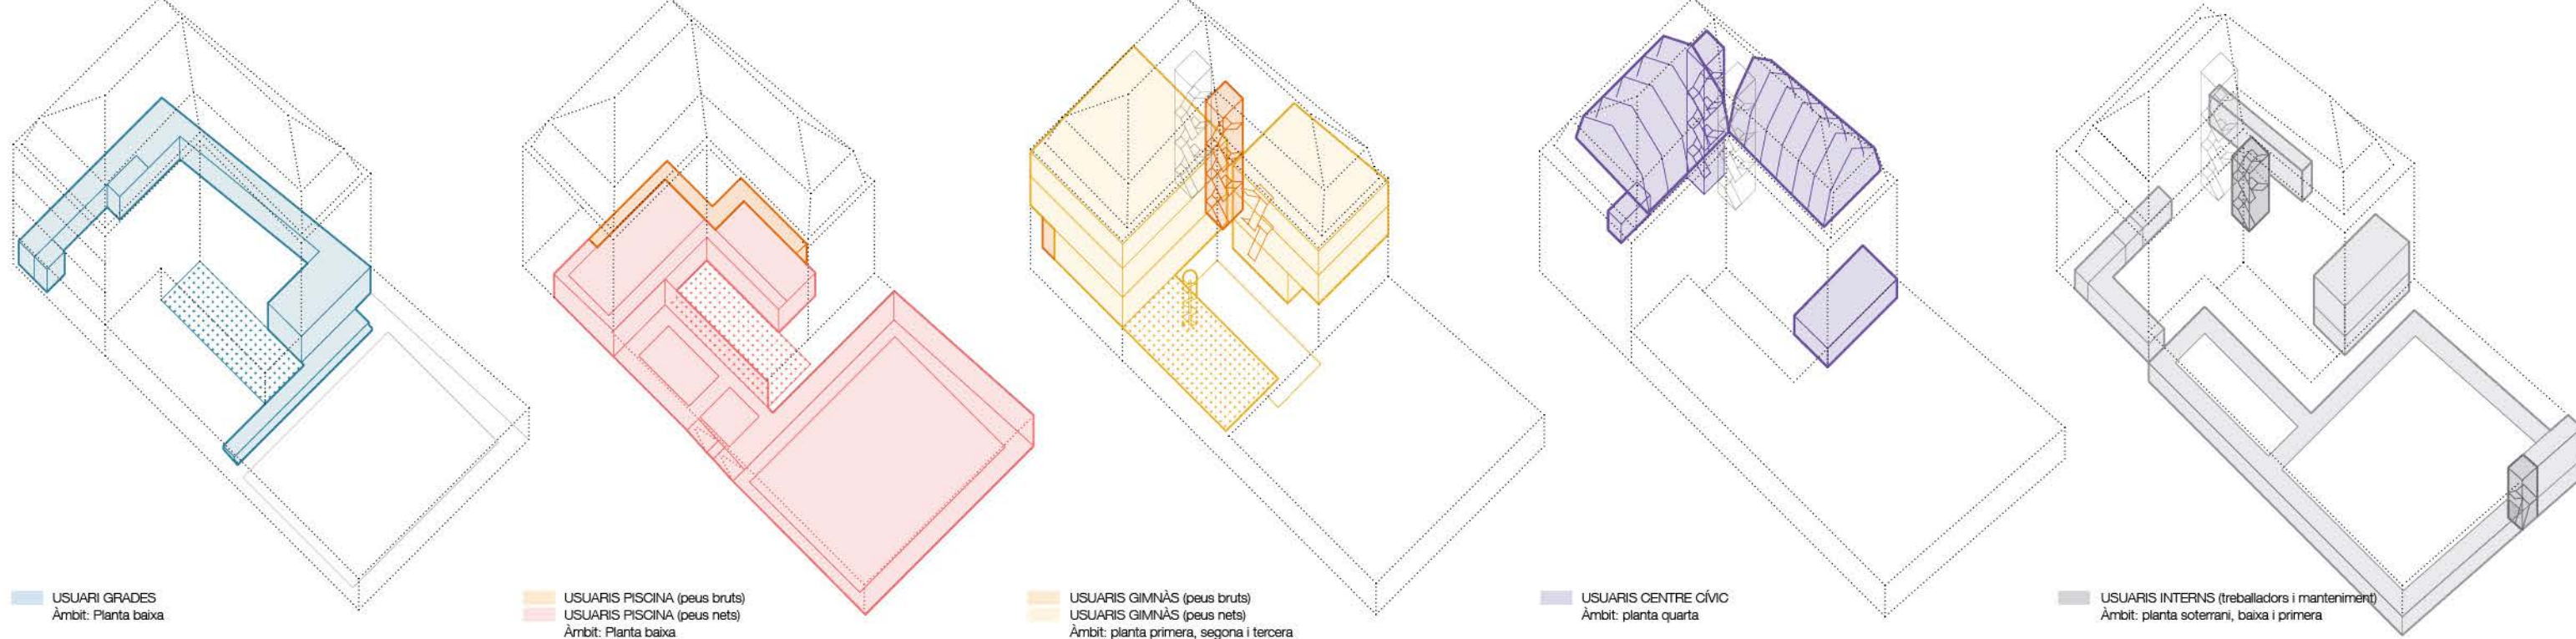 USUARI GRADES
Àmbit: Planta baixa
USUARIS PISCINA (peus bruts)
USUARIS PISCINA (peus nets)
Àmbit: Planta baixa
USUARIS GIMNÀS (peus bruts)
USUARIS GIMNÀS (peus nets)
Àmbit: planta primera, segona i tercera
USUARIS CENTRE CÍVIC
Àmbit: planta quarta
USUARIS INTERNS (treballadors i manteniment)
Àmbit: planta soterrani, baixa i primera